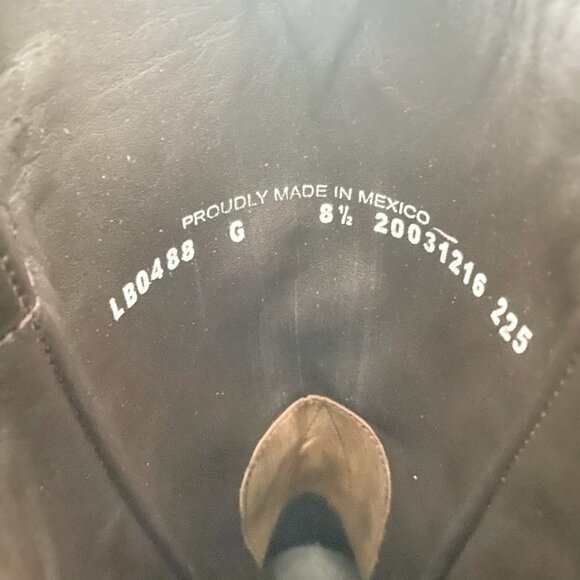 PROUDLY MADE IN MEXICO
LB0488 G 8½ 20031216 225